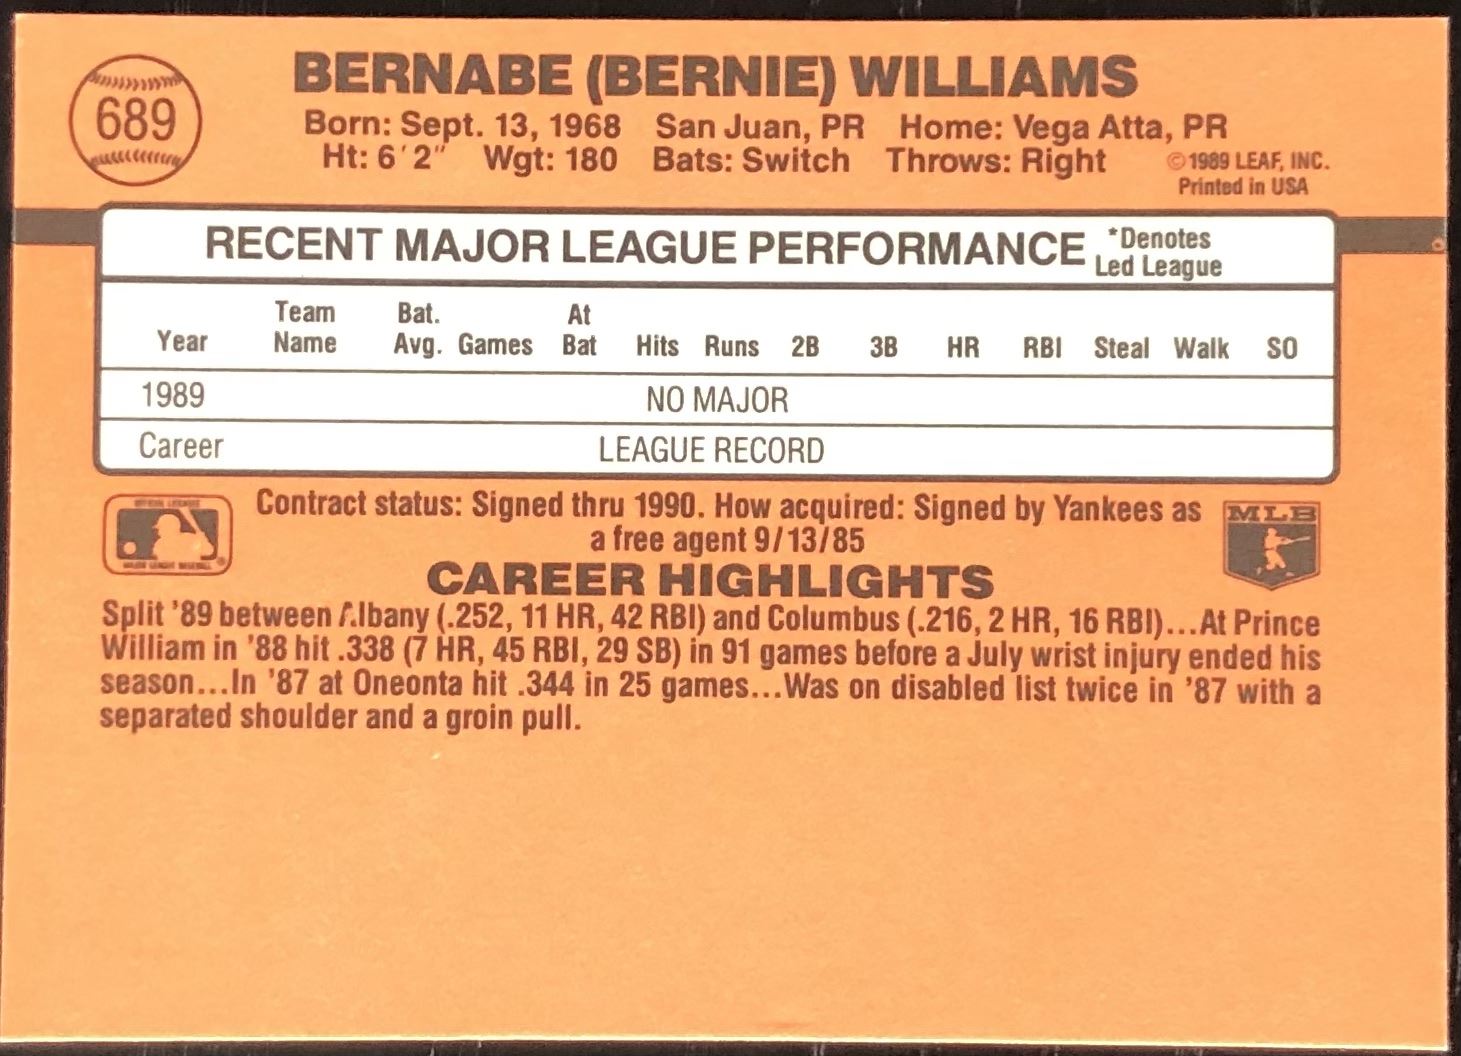 689
BERNABE (BERNIE) WILLIAMS
Born: Sept. 13, 1968 San Juan, PR Home: Vega Atta, PR
Ht: 6'2" Wgt: 180 Bats: Switch Throws: Right
©1989 LEAF, INC.
Printed in USA
RECENT MAJOR LEAGUE PERFORMANCE *Denotes
Led League
Year Team Name Bat. Avg. Games At Bat Hits Runs 2B 3B HR RBI Steal Walk SO
1989 NO MAJOR
Career LEAGUE RECORD
Contract status: Signed thru 1990. How acquired: Signed by Yankees as
a free agent 9/13/85
MLB
CAREER HIGHLIGHTS
Split '89 between Albany (.252, 11 HR, 42 RBI) and Columbus (.216, 2 HR, 16 RBI)...At Prince
William in '88 hit .338 (7 HR, 45 RBI, 29 SB) in 91 games before a July wrist injury ended his
season...In '87 at Oneonta hit .344 in 25 games...Was on disabled list twice in '87 with a
separated shoulder and a groin pull.